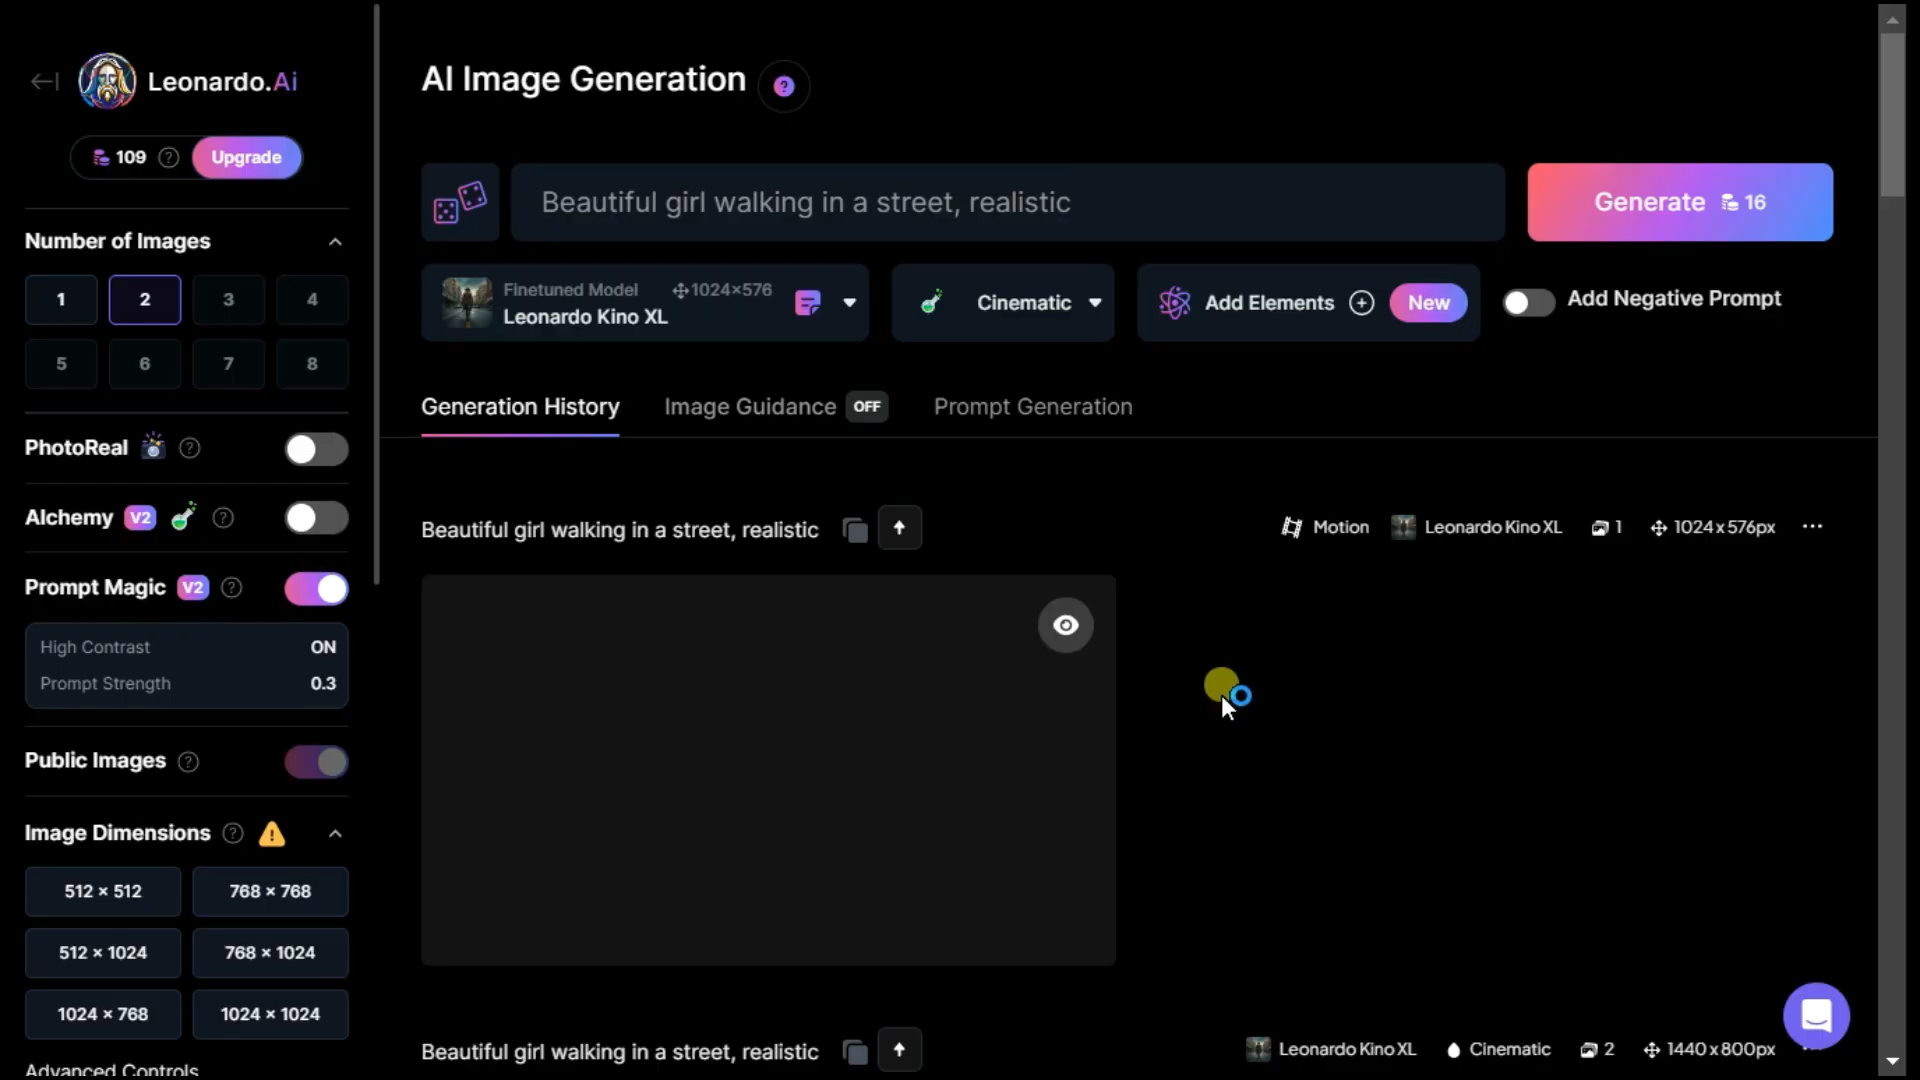 Leonardo.Ai
109 ? Upgrade
Number of Images
1 2 3 4
5 6 7 8
PhotoReal ?
Alchemy V2 ?
Prompt Magic V2 ?
High Contrast ON
Prompt Strength 0.3
Public Images ?
Image Dimensions ?
512 × 512 768 × 768
512 × 1024 768 × 1024
1024 × 768 1024 × 1024
Advanced Controls
AI Image Generation ?
Beautiful girl walking in a street, realistic
Generate 16
Finetuned Model 1024×576
Leonardo Kino XL
Cinematic
Add Elements New
Add Negative Prompt
Generation History Image Guidance OFF Prompt Generation
Beautiful girl walking in a street, realistic
Motion Leonardo Kino XL 1 1024x576px ...
Beautiful girl walking in a street, realistic
Leonardo Kino XL Cinematic 2 1440x800px